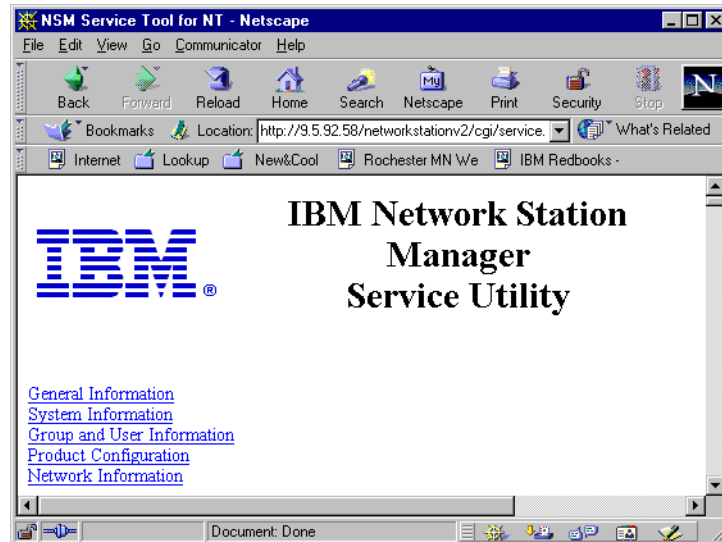 NSM Service Tool for NT - Netscape
File Edit View Go Communicator Help
Back Forward Reload Home Search Netscape Print Security Stop
My
N
Bookmarks Location: http://9.5.92.58/networkstationv2/cgi/service. What's Related
Internet Lookup New&Cool Rochester MN We IBM Redbooks -
IBM Network Station
Manager
Service Utility
IBM ®
General Information
System Information
Group and User Information
Product Configuration
Network Information
Document: Done